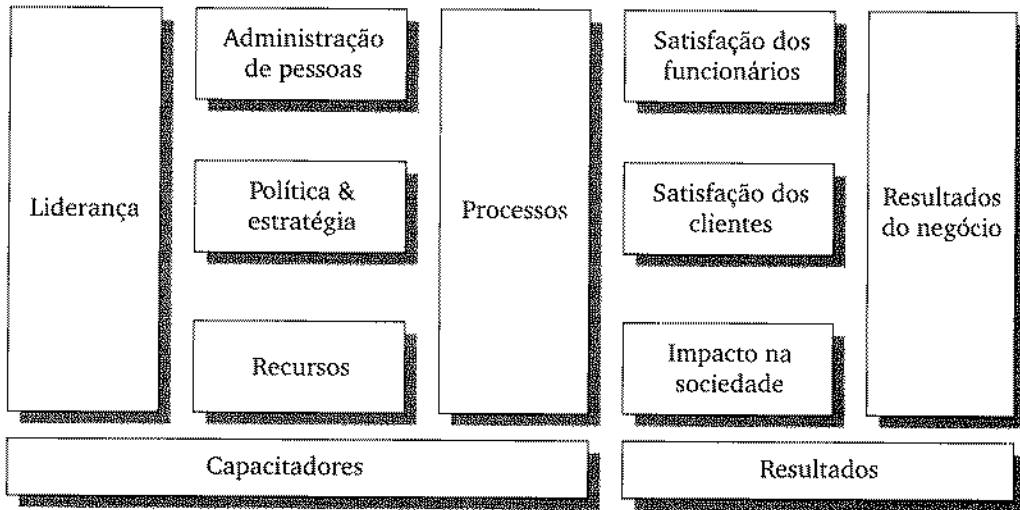 Liderança
Administração
de pessoas
Política &
estratégia
Recursos
Processos
Satisfação dos
funcionários
Satisfação dos
clientes
Impacto na
sociedade
Resultados
do negócio
Capacitadores
Resultados